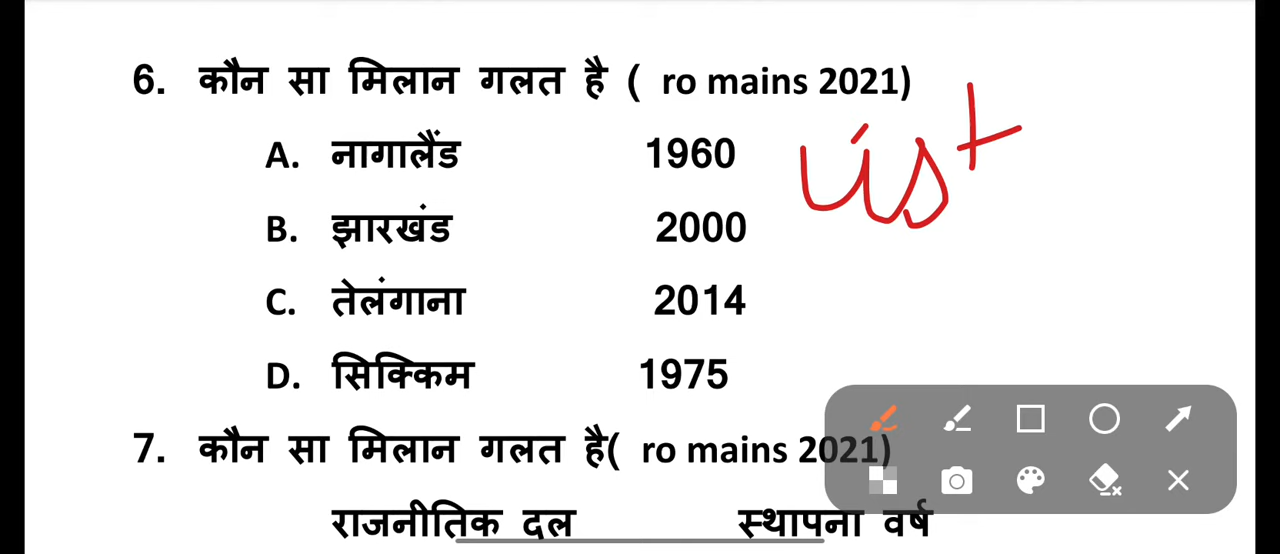 6. कौन सा मिलान गलत है ( ro mains 2021)
A. नागालैंड 1960
B. झारखंड 2000
C. तेलंगाना 2014
D. सिक्किम 1975
7. कौन सा मिलान गलत है( ro mains 2021)
राजनीतिक दल स्थापना वर्ष